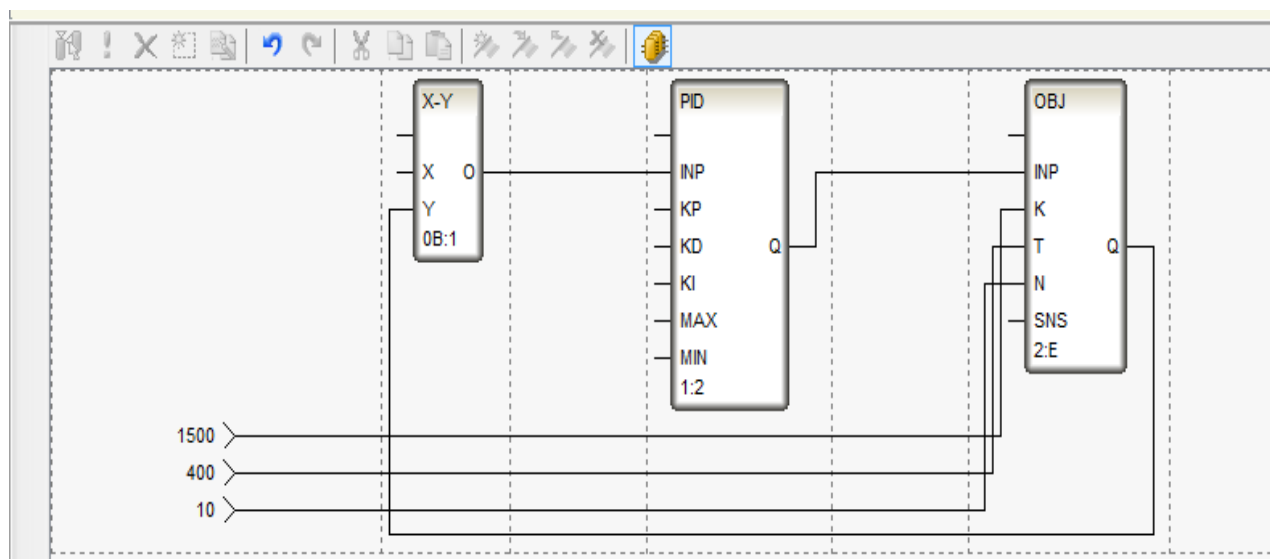 X-Y
X O
Y
0B:1
PID
INP
KP
KD Q
KI
MAX
MIN
1:2
OBJ
INP
K
T Q
N
SNS
2:E
1500
400
10